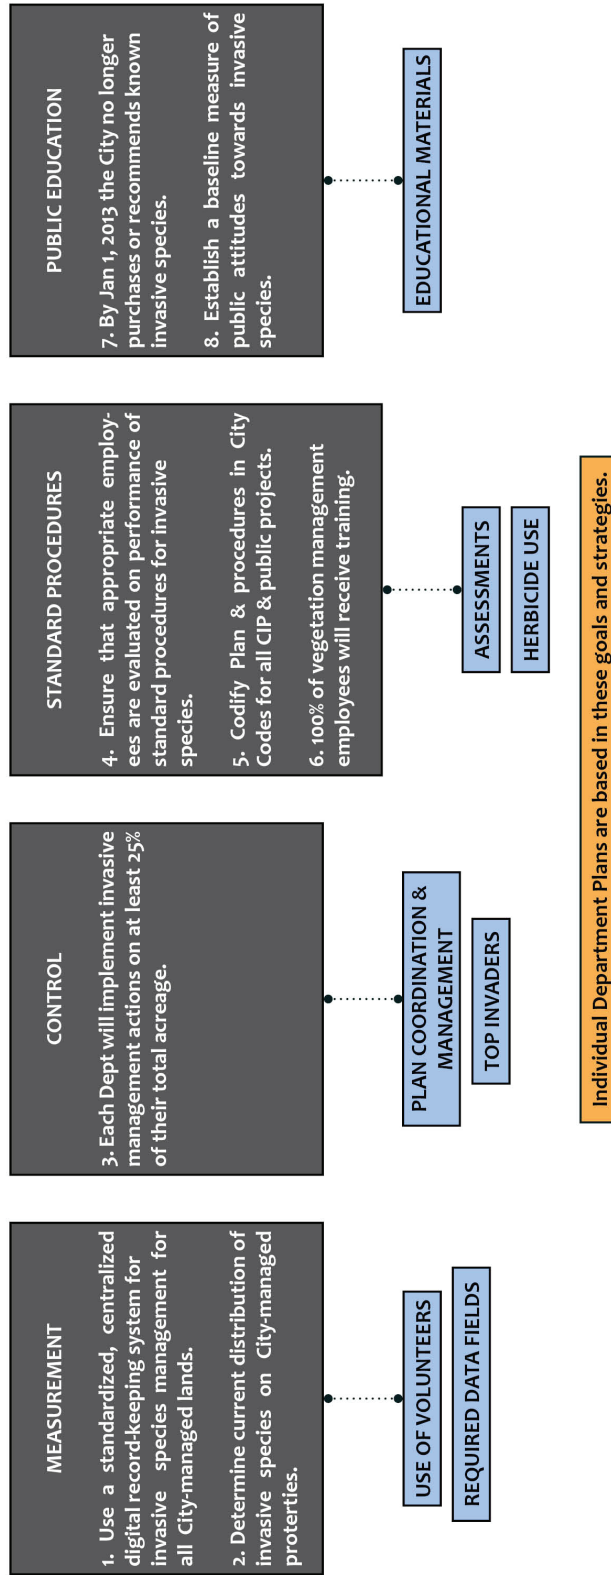 MEASUREMENT
1. Use a standardized, centralized
digital record-keeping system for
invasive species management for
all City-managed lands.
2. Determine current distribution of
invasive species on City-managed
proterties.
USE OF VOLUNTEERS
REQUIRED DATA FIELDS
CONTROL
3. Each Dept will implement invasive
management actions on at least 25%
of their total acreage.
PLAN COORDINATION &
MANAGEMENT
TOP INVADERS
STANDARD PROCEDURES
4. Ensure that appropriate employ-
ees are evaluated on performance of
standard procedures for invasive
species.
5. Codify Plan & procedures in City
Codes for all CIP & public projects.
6. 100% of vegetation management
employees will receive training.
ASSESSMENTS
HERBICIDE USE
PUBLIC EDUCATION
7. By Jan 1, 2013 the City no longer
purchases or recommends known
invasive species.
8. Establish a baseline measure of
public attitudes towards invasive
species.
EDUCATIONAL MATERIALS
Individual Department Plans are based in these goals and strategies.